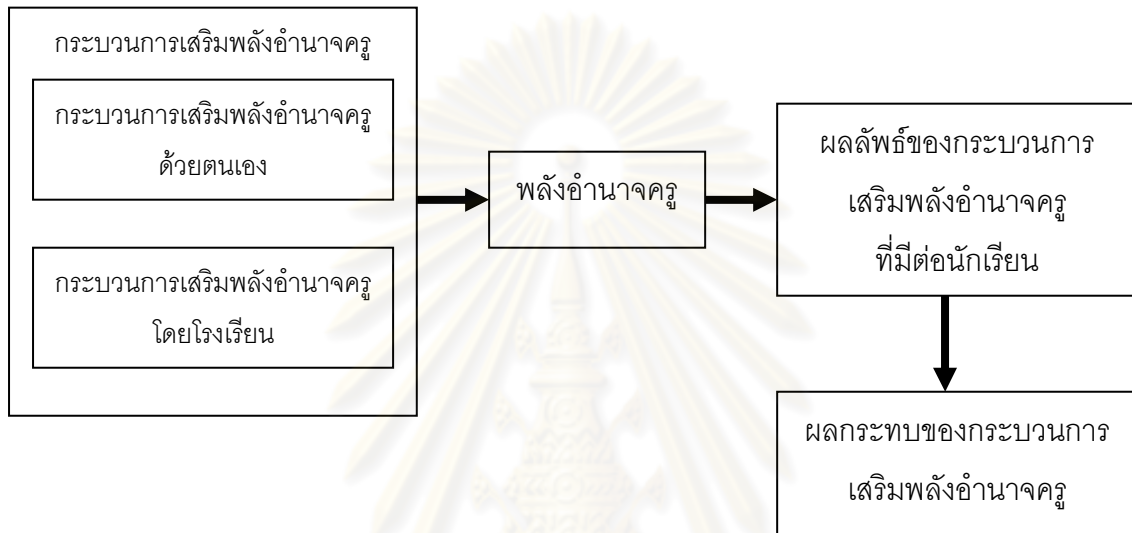 กระบวนการเสริมพลังอำนาจครู
กระบวนการเสริมพลังอำนาจครู
ด้วยตนเอง
กระบวนการเสริมพลังอำนาจครู
โดยโรงเรียน
พลังอำนาจครู
ผลลัพธ์ของกระบวนการ
เสริมพลังอำนาจครู
ที่มีต่อนักเรียน
ผลกระทบของกระบวนการ
เสริมพลังอำนาจครู